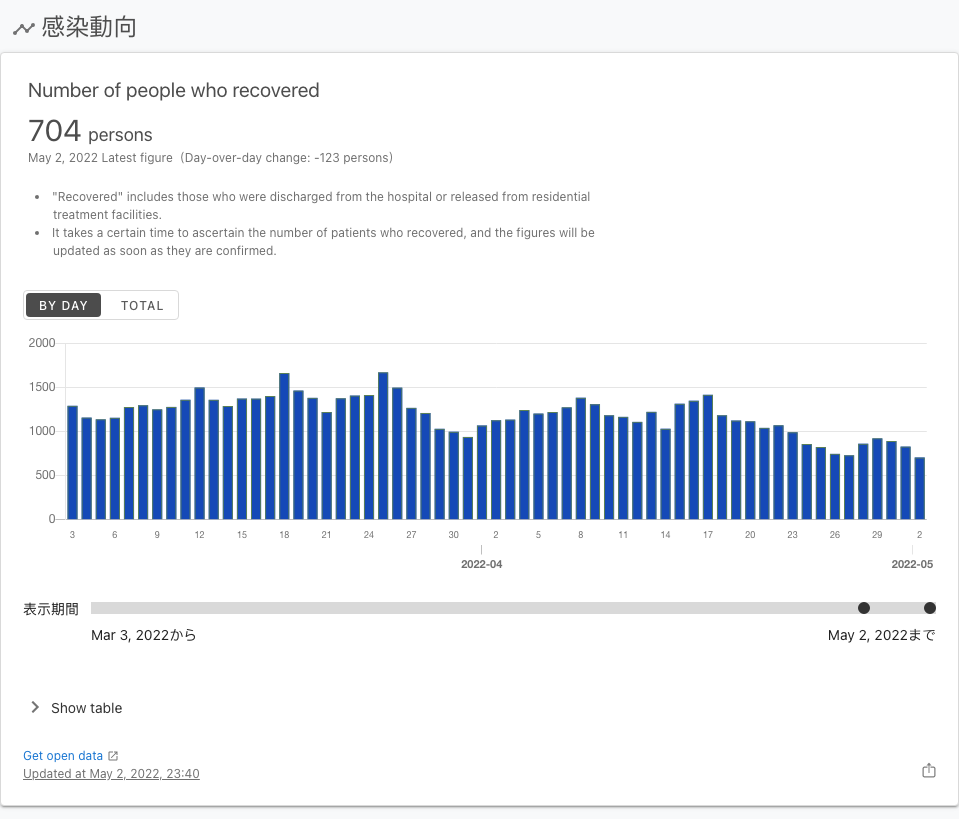 感染動向
Number of people who recovered
704 persons
May 2, 2022 Latest figure (Day-over-day change: -123 persons)
• "Recovered" includes those who were discharged from the hospital or released from residential
treatment facilities.
• It takes a certain time to ascertain the number of patients who recovered, and the figures will be
updated as soon as they are confirmed.
BY DAY TOTAL
2000
1500
1000
500
0
3 6 9 12 15 18 21 24 27 30 2 5 8 11 14 17 20 23 26 29 2
2022-04 2022-05
表示期間
Mar 3, 2022から May 2, 2022まで
Show table
Get open data
Updated at May 2, 2022, 23:40